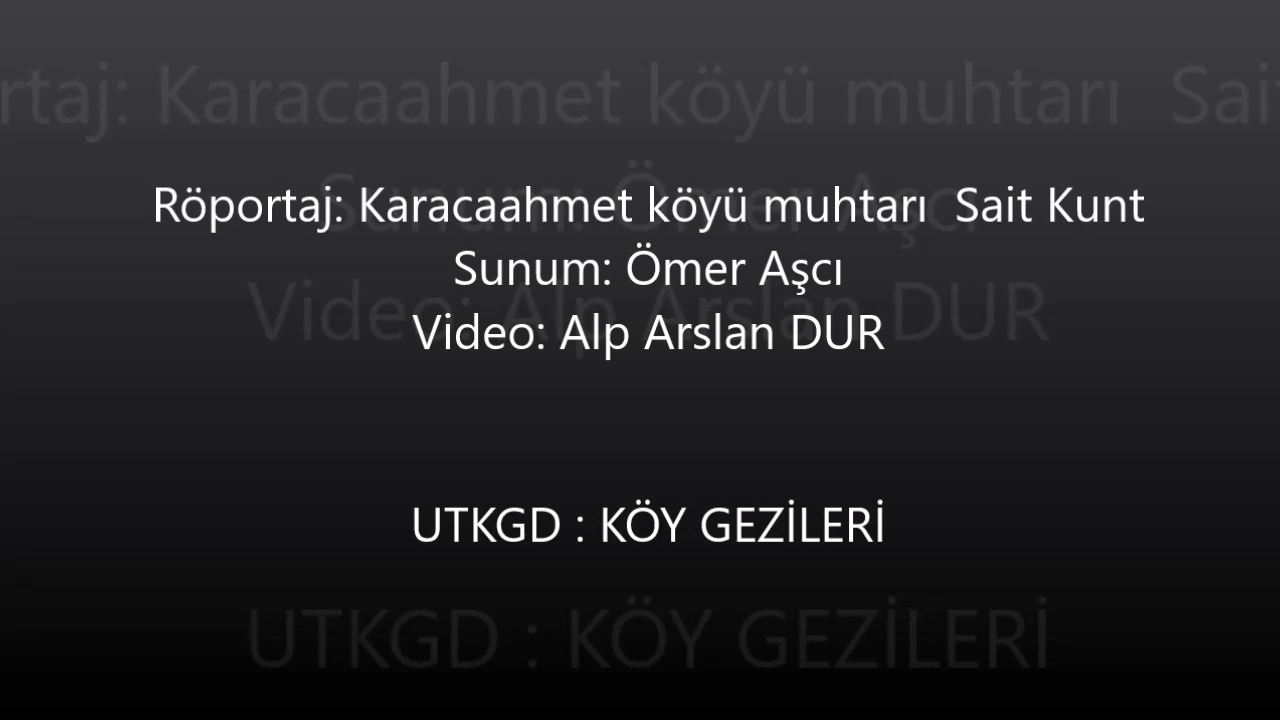 Röportaj: Karacaahmet köyü muhtarı  Sait Kunt
Sunum: Ömer Aşcı
Video: Alp Arslan DUR
UTKGD : KÖY GEZİLERİ